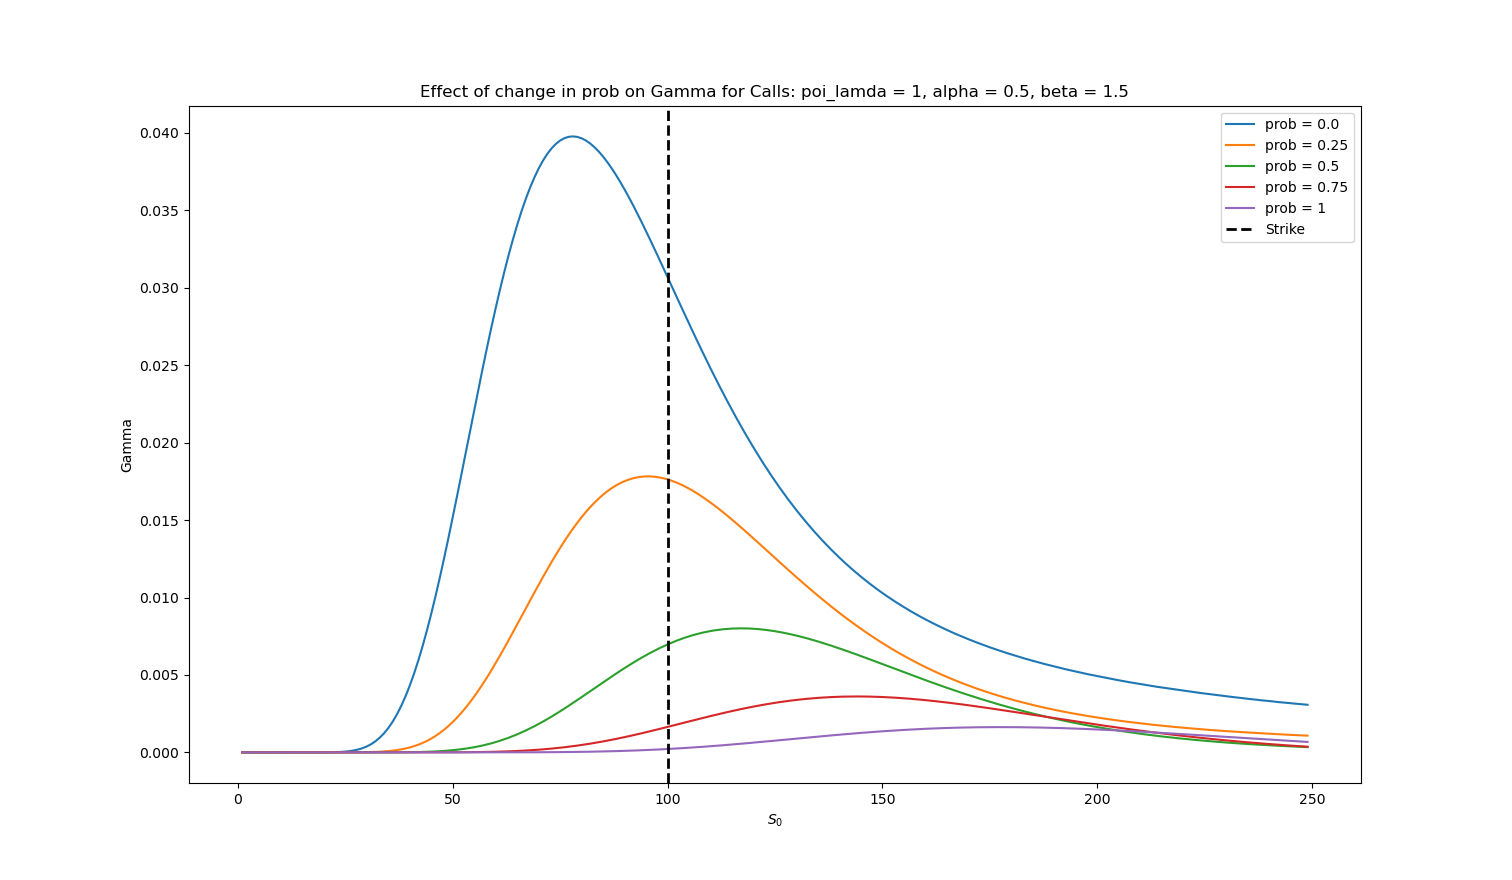 Effect of change in prob on Gamma for Calls: poi_lamda = 1, alpha = 0.5, beta = 1.5
prob = 0.0
prob = 0.25
prob = 0.5
prob = 0.75
prob = 1
Strike
Gamma
0.040
0.035
0.030
0.025
0.020
0.015
0.010
0.005
0.000
0 50 100 150 200 250
S₀